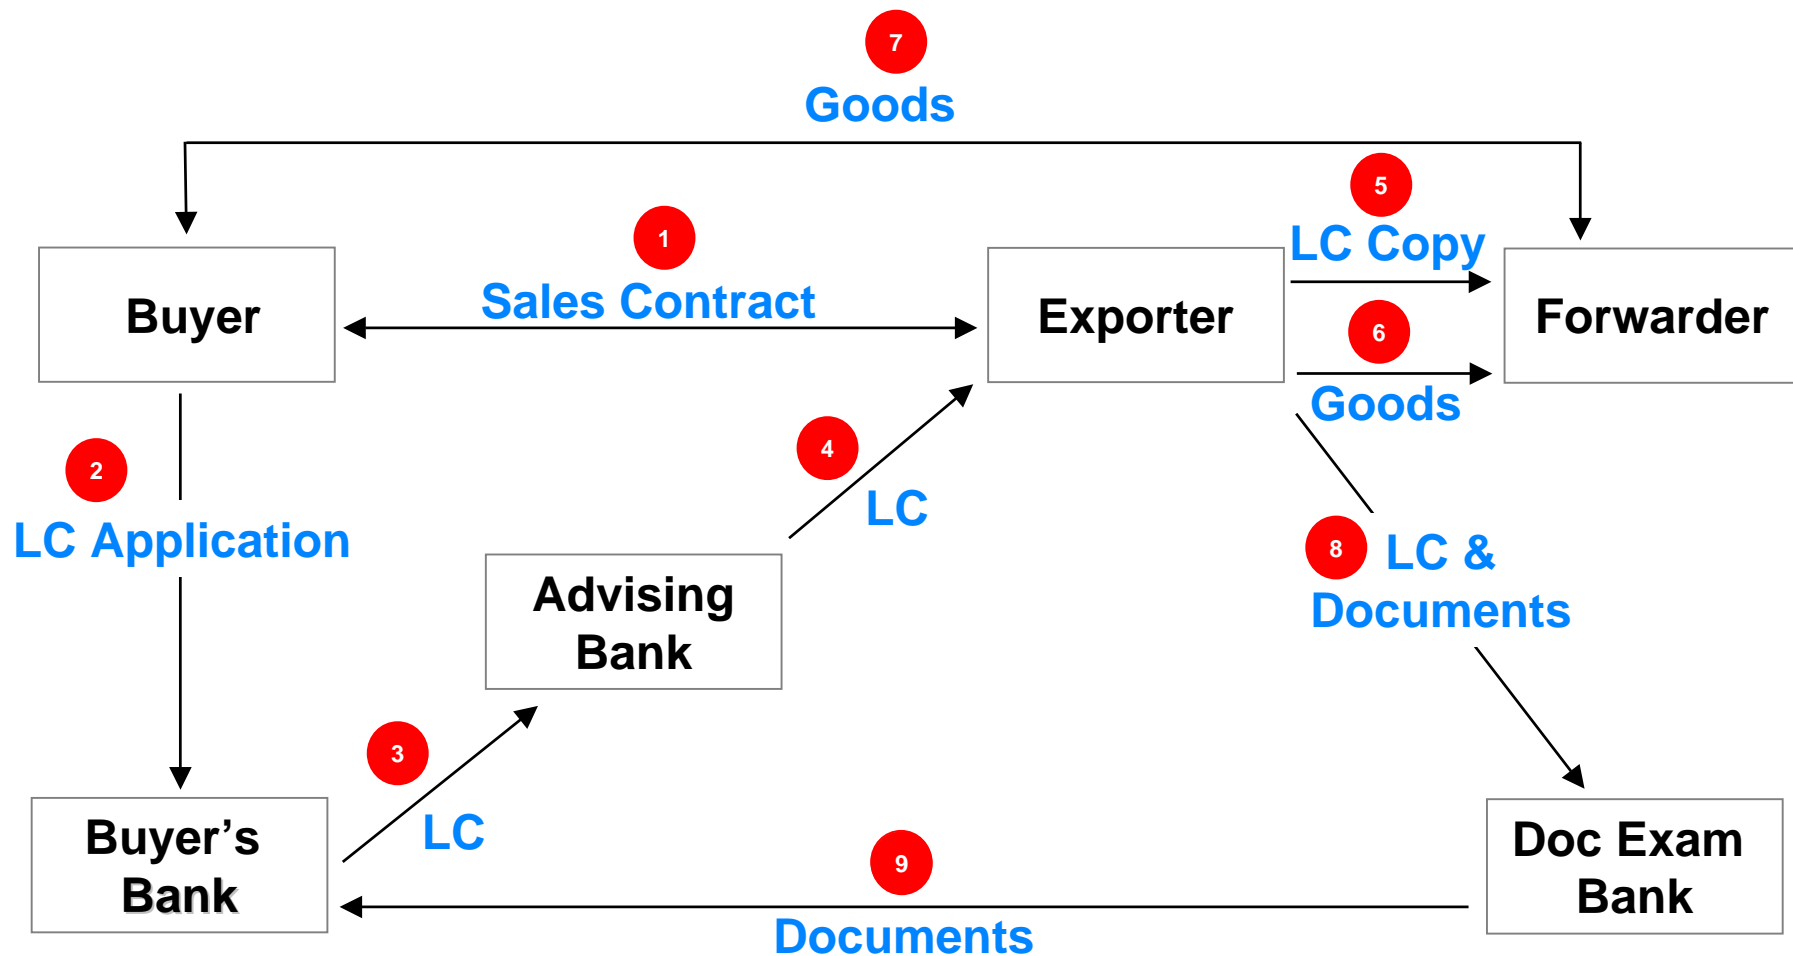 7
Goods
5
LC Copy
1
Sales Contract
Buyer
Exporter
Forwarder
6
Goods
2
LC Application
4
LC
8
LC &
Documents
Advising
Bank
3
LC
Buyer’s
Bank
9
Documents
Doc Exam
Bank